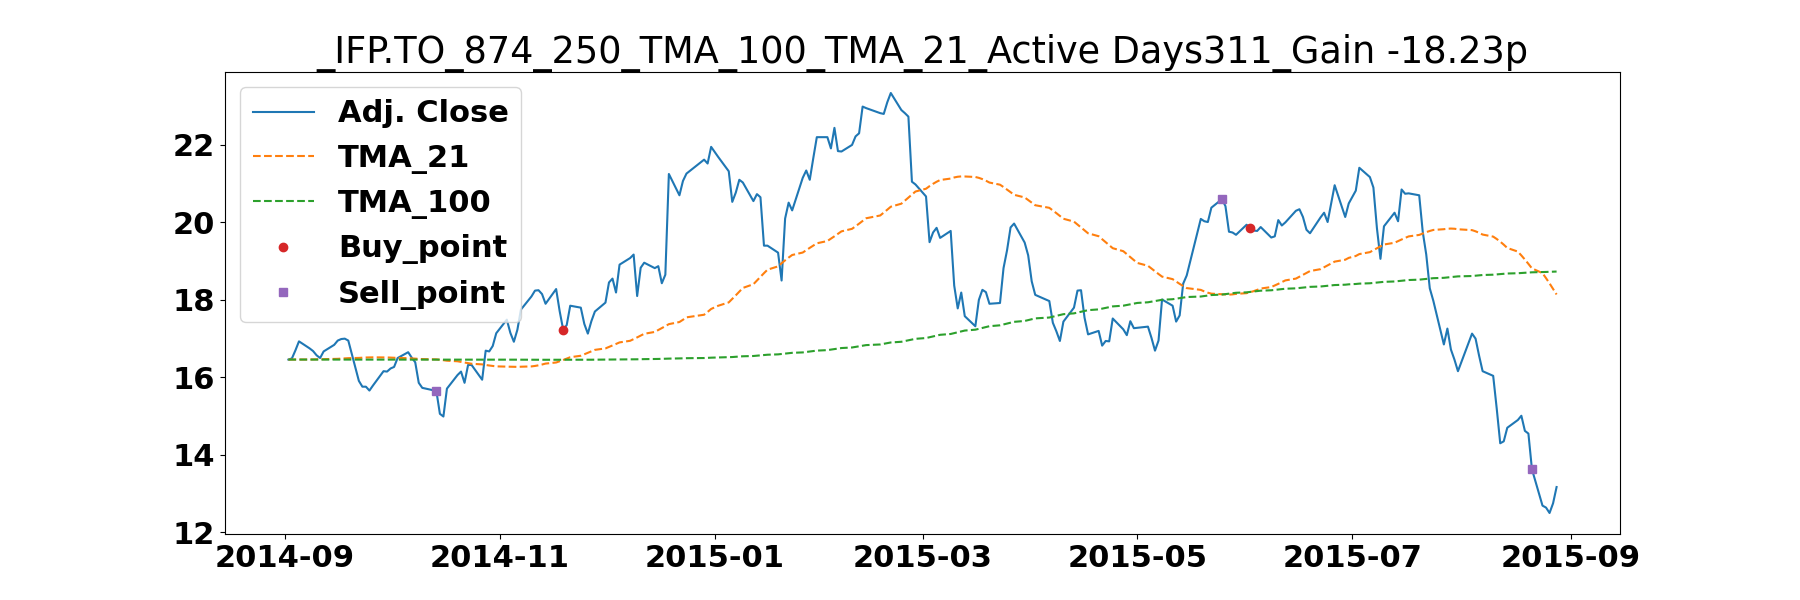 _IFP.TO_874_250_TMA_100_TMA_21_Active Days311_Gain -18.23p
Adj. Close
TMA_21
TMA_100
Buy_point
Sell_point
22
20
18
16
14
12
2014-09 2014-11 2015-01 2015-03 2015-05 2015-07 2015-09